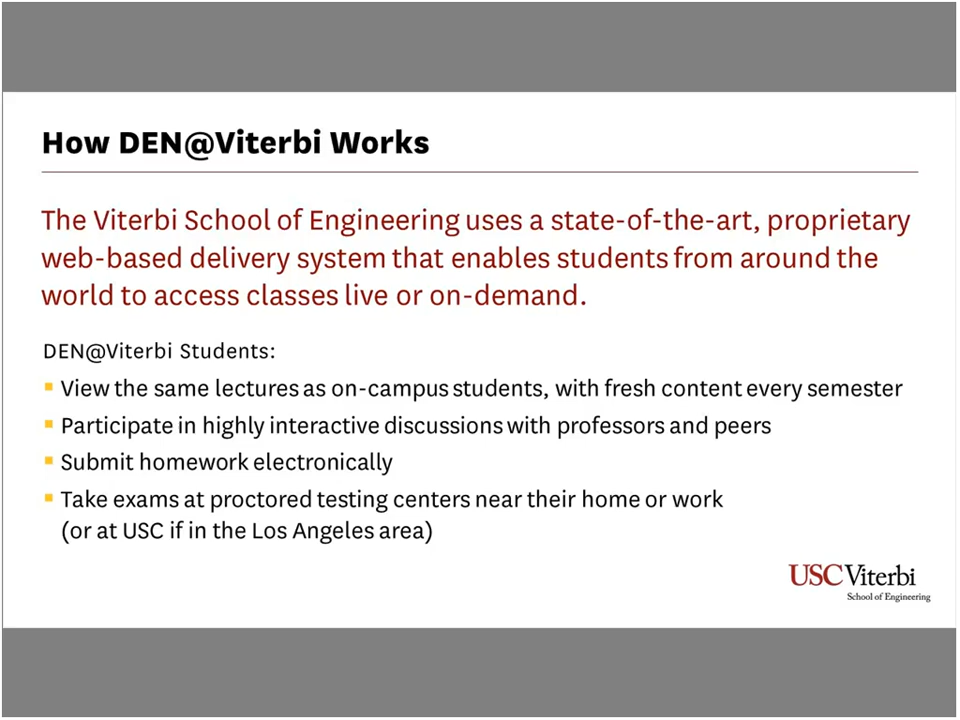 How DEN@Viterbi Works
The Viterbi School of Engineering uses a state-of-the-art, proprietary
web-based delivery system that enables students from around the
world to access classes live or on-demand.
DEN@Viterbi Students:
▪ View the same lectures as on-campus students, with fresh content every semester
▪ Participate in highly interactive discussions with professors and peers
▪ Submit homework electronically
▪ Take exams at proctored testing centers near their home or work
(or at USC if in the Los Angeles area)
USC Viterbi
School of Engineering